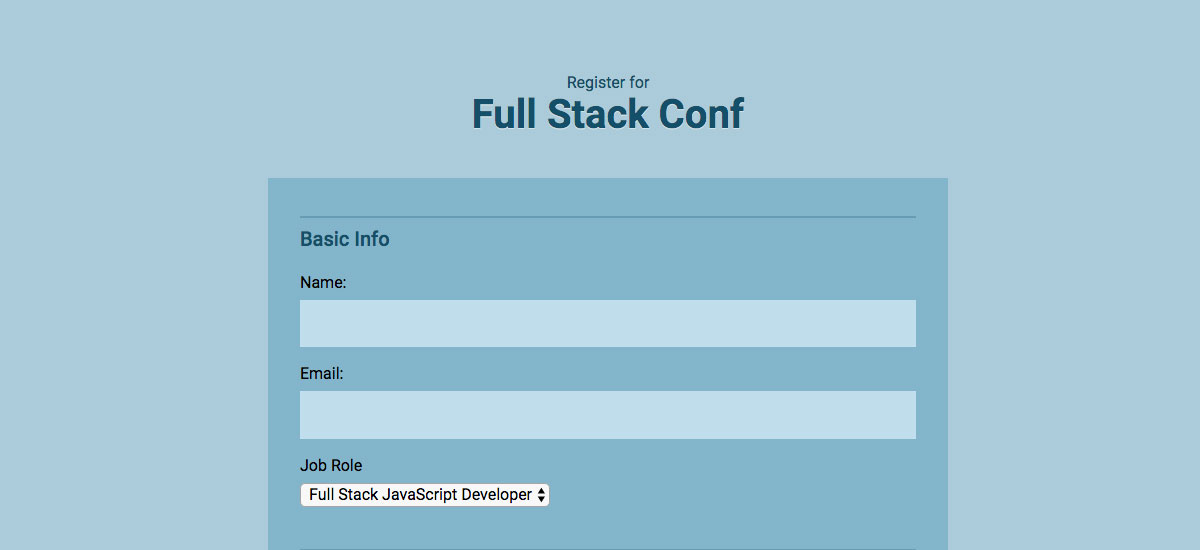 Register for
Full Stack Conf
Basic Info
Name:
Email:
Job Role
Full Stack JavaScript Developer